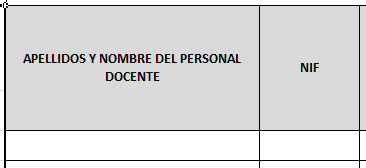 APELLIDOS Y NOMBRE DEL PERSONAL
DOCENTE
NIF